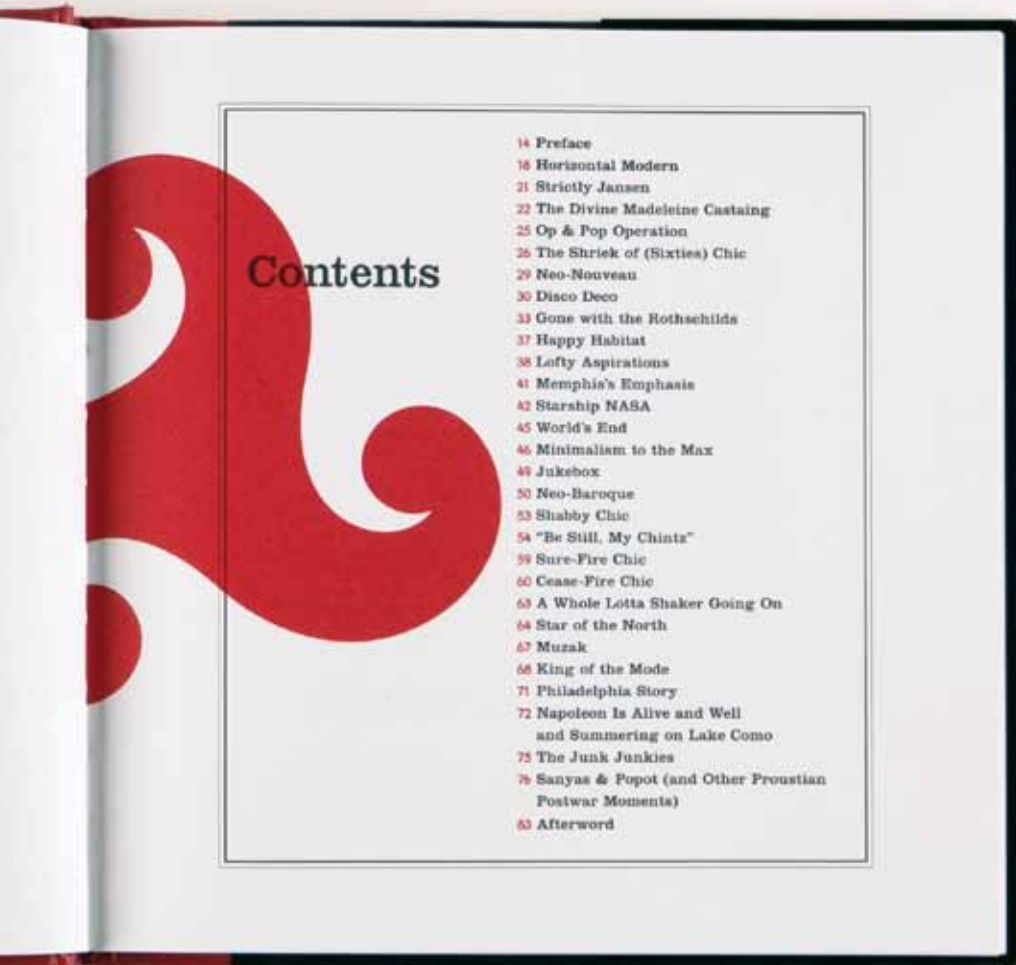 Contents
14 Preface
18 Horizontal Modern
21 Strictly Jansen
22 The Divine Madeleine Castaing
25 Op & Pop Operation
26 The Shriek of (Sixties) Chic
29 Neo-Nouveau
30 Disco Deco
33 Gone with the Rothschilds
37 Happy Habitat
38 Lofty Aspirations
41 Memphis's Emphasis
42 Starship NASA
45 World's End
46 Minimalism to the Max
49 Jukebox
50 Neo-Baroque
53 Shabby Chic
54 "Be Still, My Chintz"
59 Sure-Fire Chic
60 Cease-Fire Chic
63 A Whole Lotta Shaker Going On
64 Star of the North
67 Muzak
68 King of the Mode
71 Philadelphia Story
72 Napoleon Is Alive and Well
and Summering on Lake Como
75 The Junk Junkies
76 Sanyas & Popot (and Other Proustian
Postwar Moments)
83 Afterword